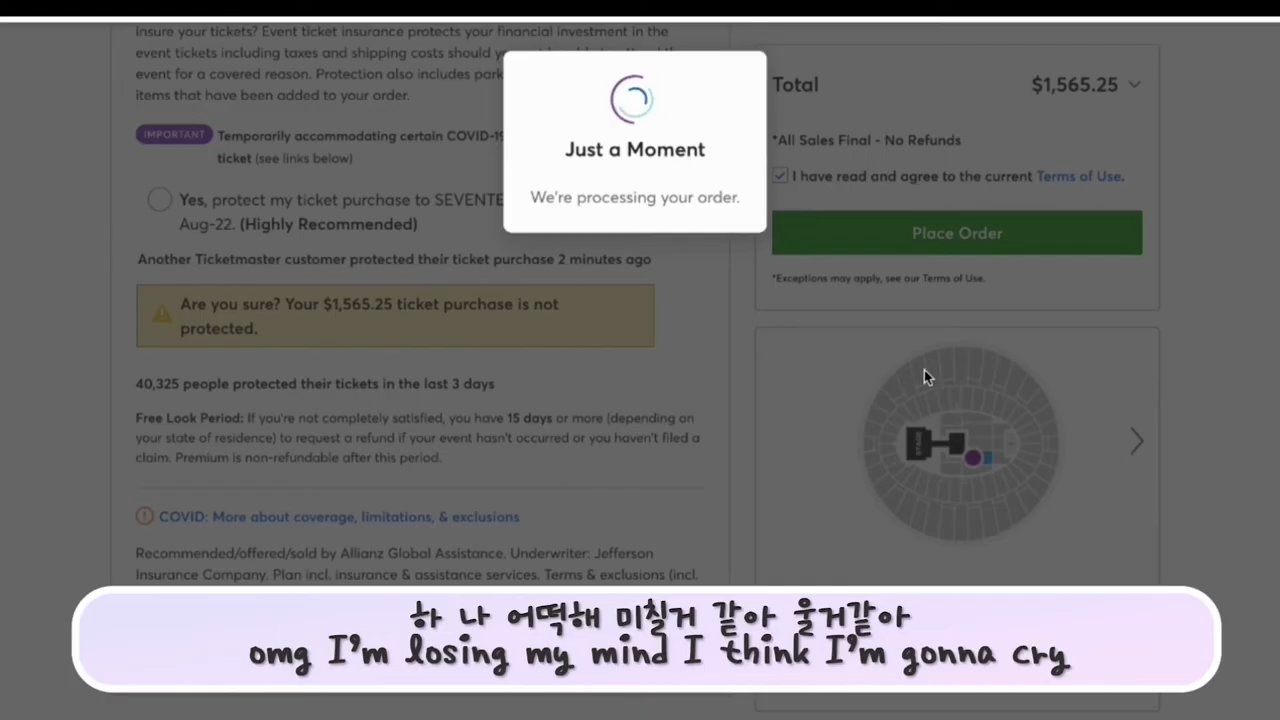 Insure your tickets? Event ticket insurance protects your financial investment in the
event tickets including taxes and shipping costs should
event for a covered reason. Protection also includes
items that have been added to your order.
IMPORTANT
Temporarily accommodating certain COVID-19
ticket (see links below)
Yes, protect my ticket purchase to
Aug-22. (Highly Recommended)
Another Ticketmaster customer protected their ticket purchase 2 minutes ago
Are you sure? Your $1,565.25 ticket purchase is not
protected.
40,325 people protected their tickets in the last 3 days
Free Look Period: If you're not completely satisfied, you have 15 days or more (depending on
your state of residence) to request a refund if your event hasn't occurred or you haven't filed a
claim. Premium is non-refundable after this period.
COVID: More about coverage, limitations, & exclusions
Recommended/offered/sold by Allianz Global Assistance. Underwriter: Jefferson
Insurance Company. Plan incl. insurance & assistance services. Terms & exclusions (incl.
Just a Moment
We're processing your order.
Total $1,565.25
*All Sales Final - No Refunds
I have read and agree to the current Terms of Use.
Place Order
*Exceptions may apply, see our Terms of Use.
STAGE
하 나 어떡해 미칠거 같아 울거같아
omg I'm losing my mind I think I'm gonna cry